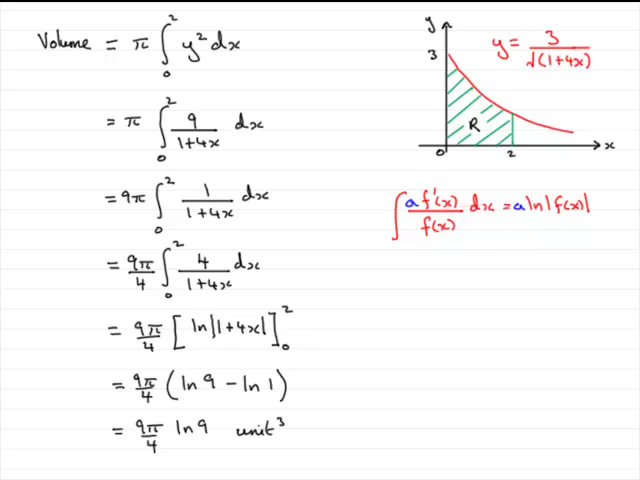 Volume = π ∫₀² y² dx
= π ∫₀² 9/(1+4x) dx
= 9π ∫₀² 1/(1+4x) dx
= 9π/4 ∫₀² 4/(1+4x) dx
= 9π/4 [ln|1+4x|]₀²
= 9π/4 (ln 9 − ln 1)
= 9π/4 ln 9 unit³
y
3
y = 3/√(1+4x)
R
0 2 x
∫ a f'(x)/f(x) dx = a ln|f(x)|